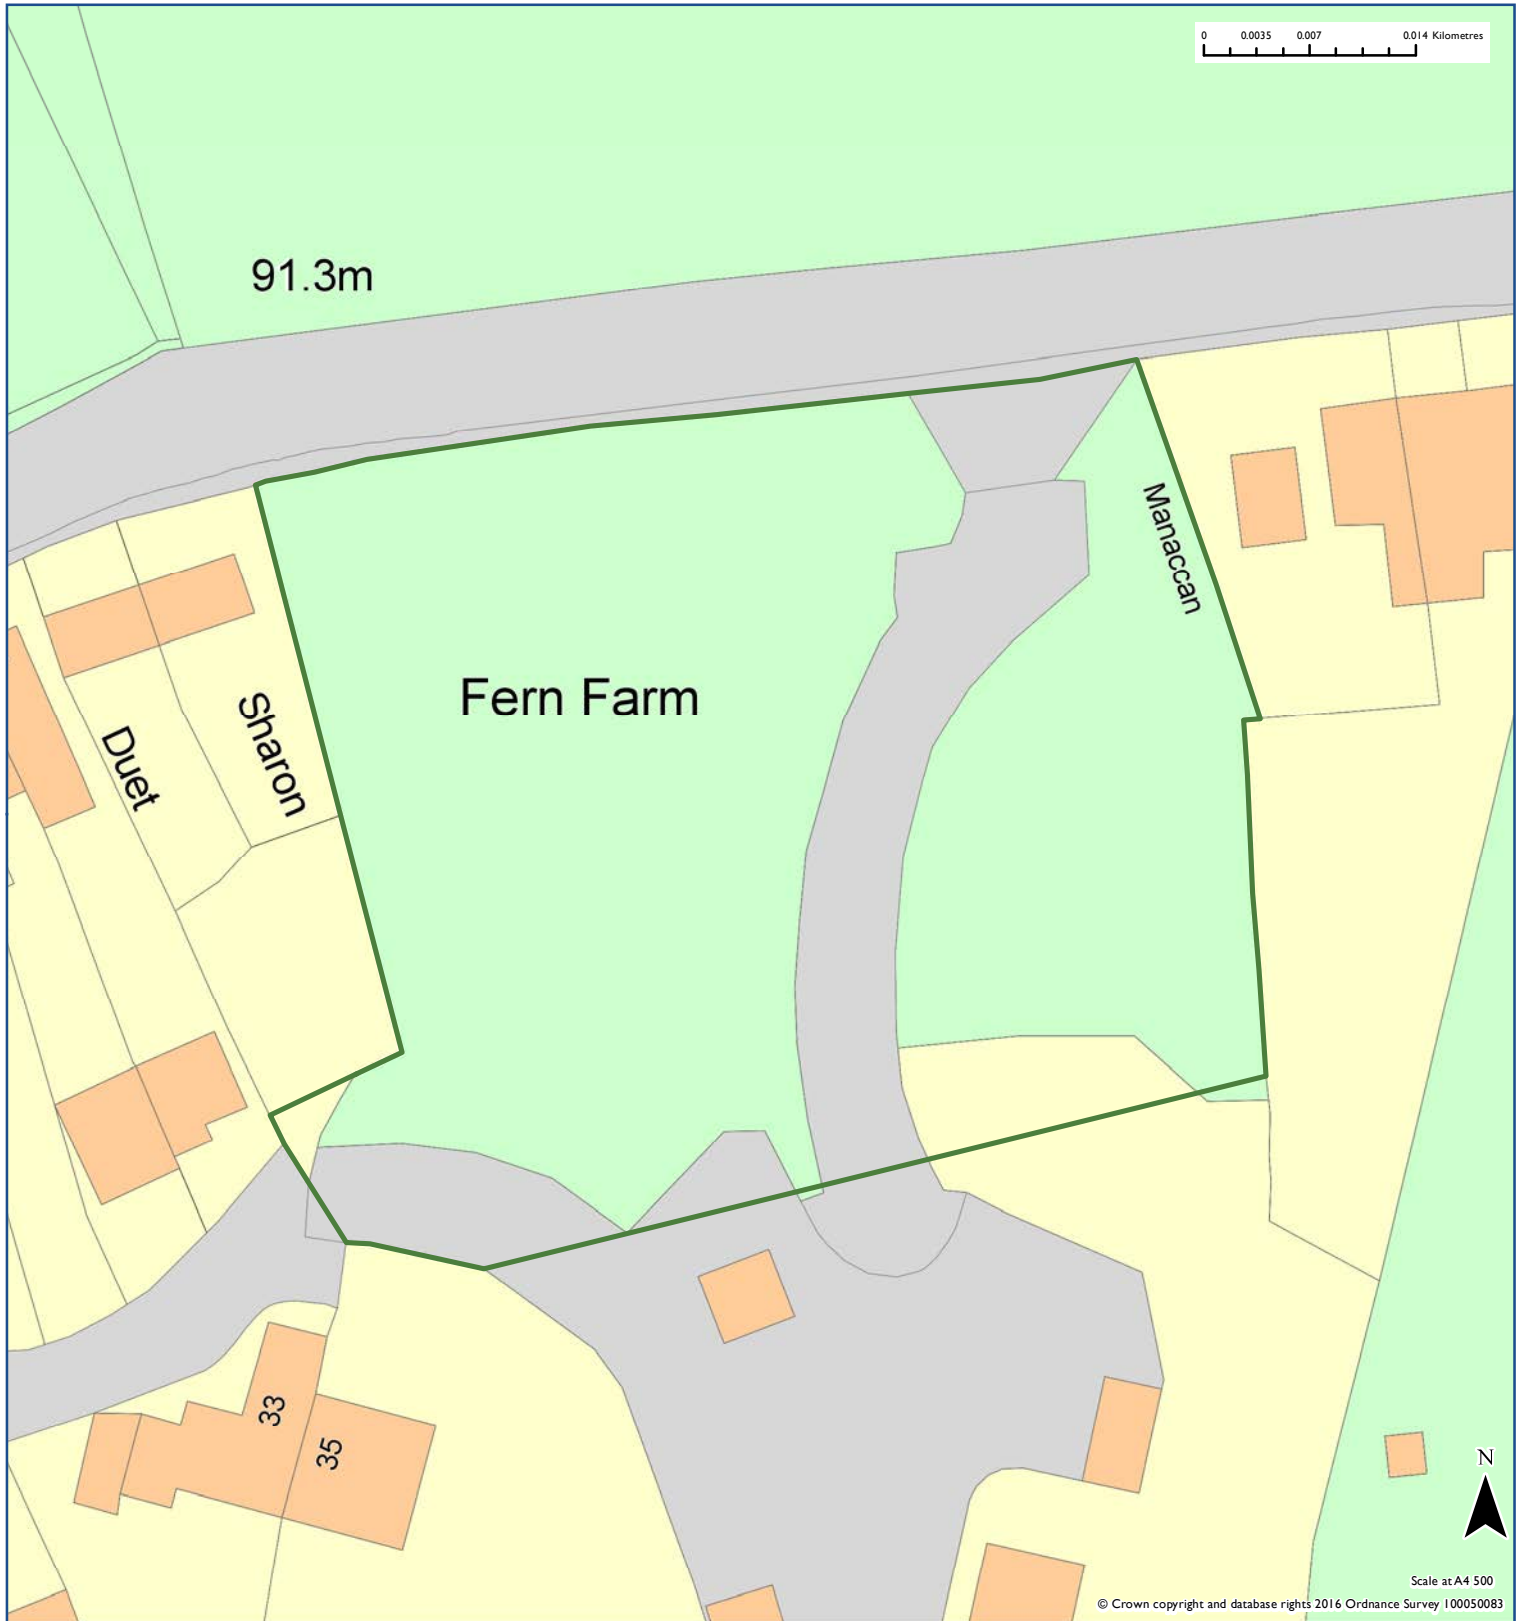 0 0.0035 0.007 0.014 Kilometres
91.3m
Manaccan
Fern Farm
Sharon
Duet
33
35
N
Scale at A4 500
© Crown copyright and database rights 2016 Ordnance Survey 100050083